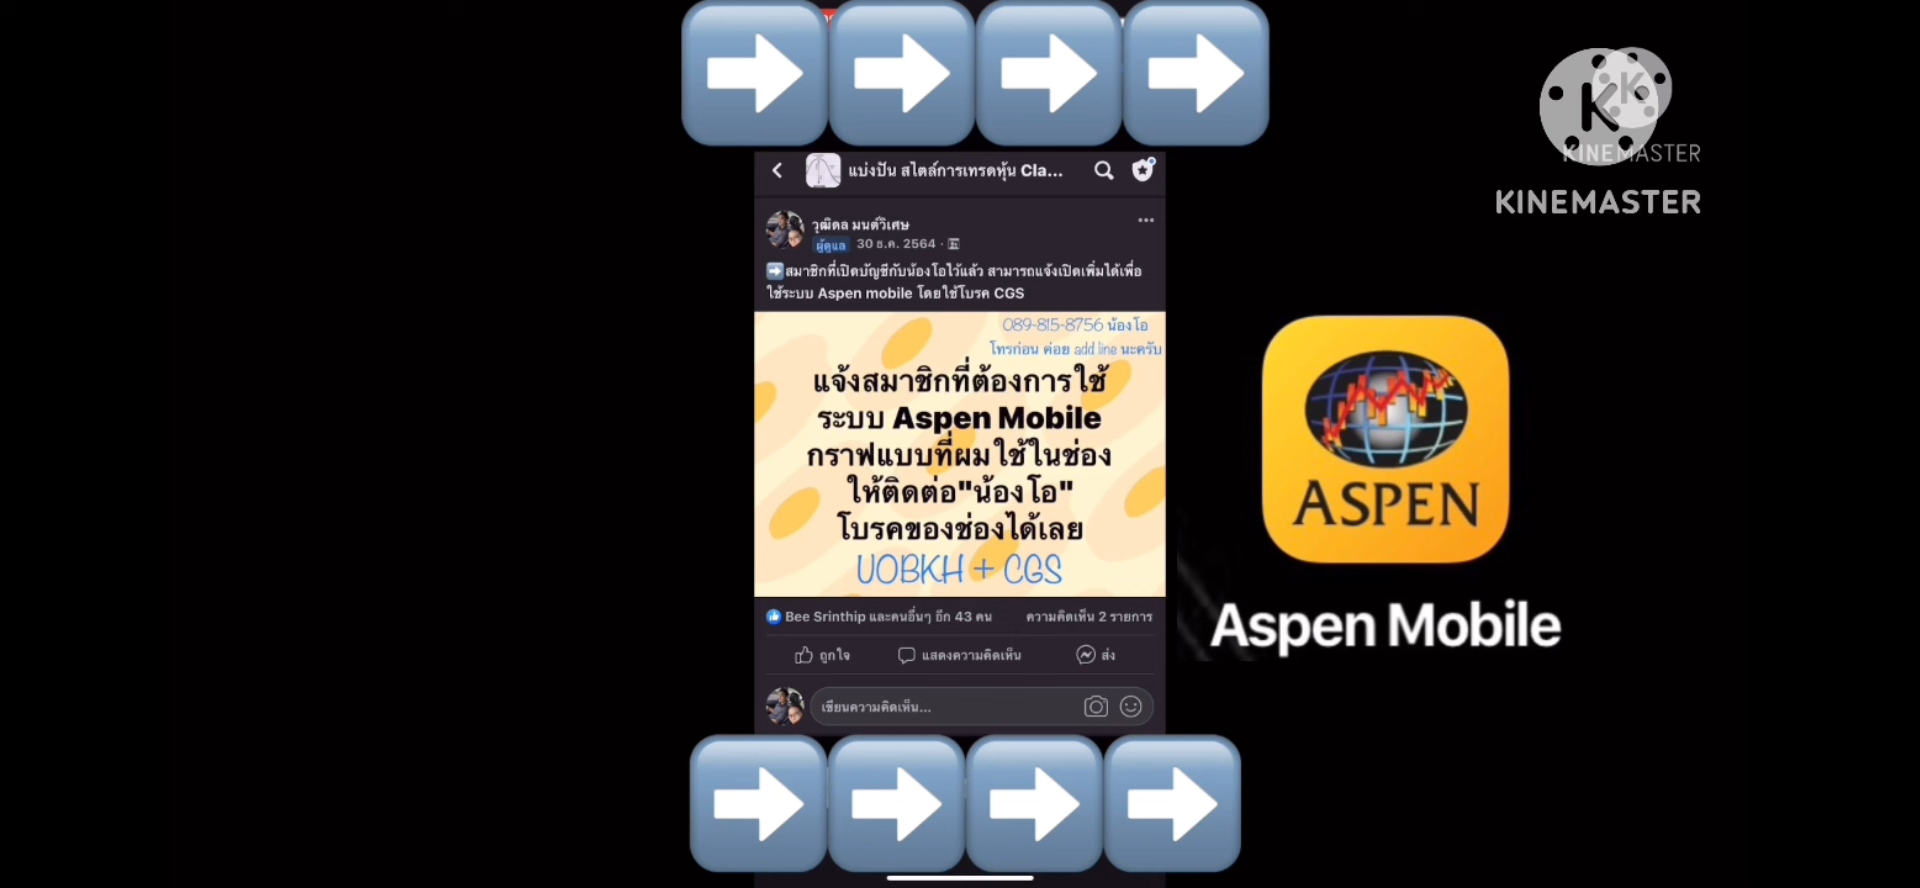 แบ่งปัน สไตล์การเทรดหุ้น Cla...
วุฒิดล มนต์วิเศษ
ผู้ดูแล 30 ธ.ค. 2564 ·
➡️สมาชิกที่เปิดบัญชีกับน้องโอไว้แล้ว สามารถแจ้งเปิดเพิ่มได้เพื่อ
ใช้ระบบ Aspen mobile โดยใช้โบรค CGS
089-815-8756 น้องโอ
โทรก่อน ค่อย add line นะครับ
แจ้งสมาชิกที่ต้องการใช้
ระบบ Aspen Mobile
กราฟแบบที่ผมใช้ในช่อง
ให้ติดต่อ"น้องโอ"
โบรคของช่องได้เลย
UOBKH + CGS
Bee Srinthip และคนอื่นๆ อีก 43 คน ความคิดเห็น 2 รายการ
ถูกใจ แสดงความคิดเห็น ส่ง
เขียนความคิดเห็น...
KINEMASTER
KINEMASTER
ASPEN
Aspen Mobile